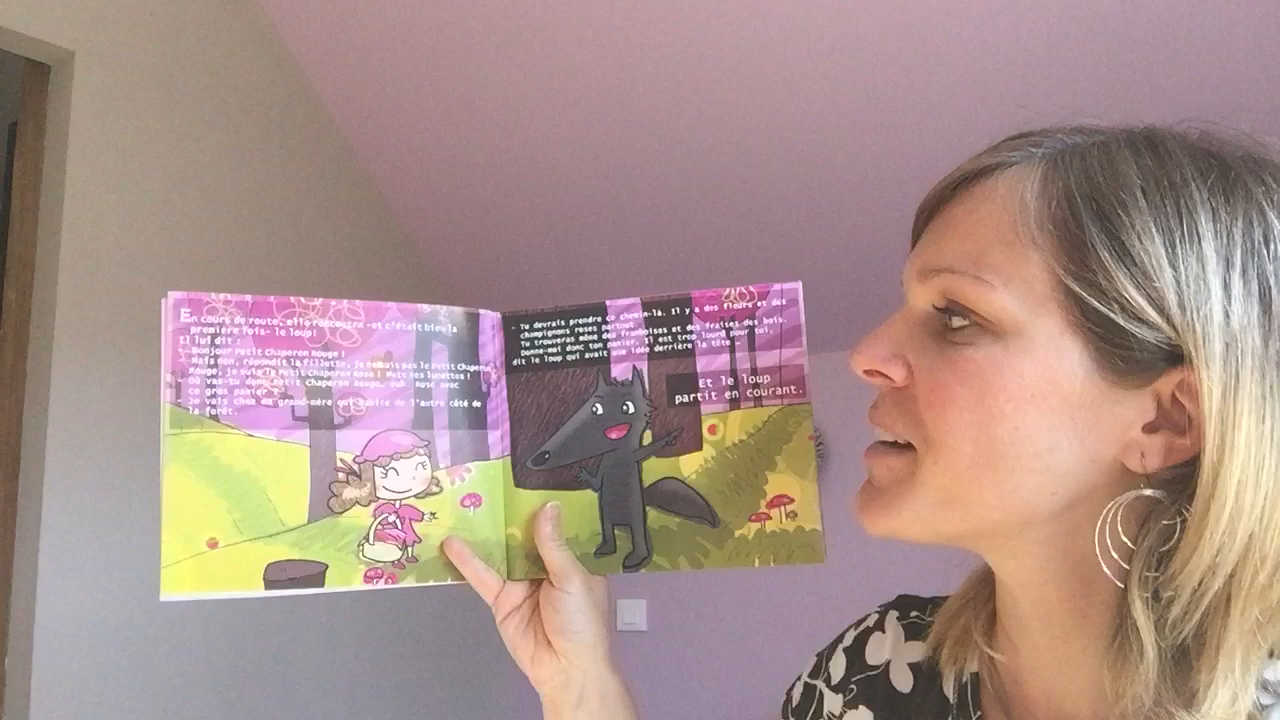 En cours de route, elle rencontra -et c'était bien la
première fois- le loup!
Il lui dit :
- Bonjour Petit Chaperon Rouge !
- Mais non, répondit la fillette, je ne suis pas le Petit Chaperon
Rouge, je suis le Petit Chaperon Rose ! Mets tes lunettes !
- Où vas-tu donc Petit Chaperon Rouge... euh Rose avec
ce gros panier ?
- Je vais chez ma grand-mère qui habite de l'autre côté de
la forêt.
- Tu devrais prendre ce chemin-là. Il y a des fleurs et des
champignons roses partout.
Tu trouveras même des framboises et des fraises des bois.
Donne-moi donc ton panier. Il est trop lourd pour toi,
dit le loup qui avait une idée derrière la tête -
Et le loup
partit en courant.